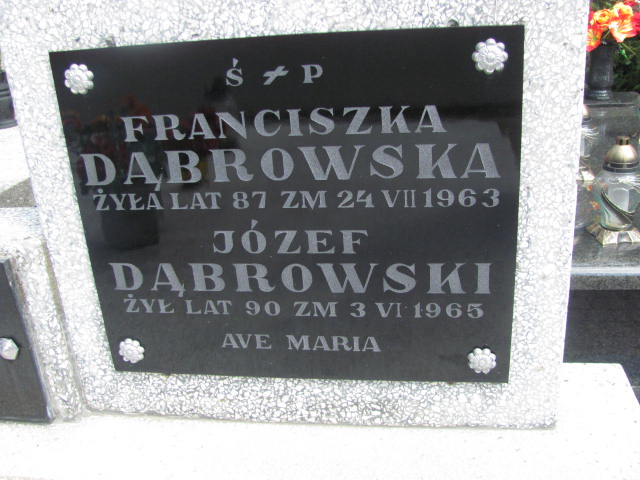 Ś + P
FRANCISZKA
DĄBROWSKA
ŻYŁA LAT 87 ZM 24 VII 1963
JÓZEF
DĄBROWSKI
ŻYŁ LAT 90 ZM 3 VI 1965
AVE MARIA